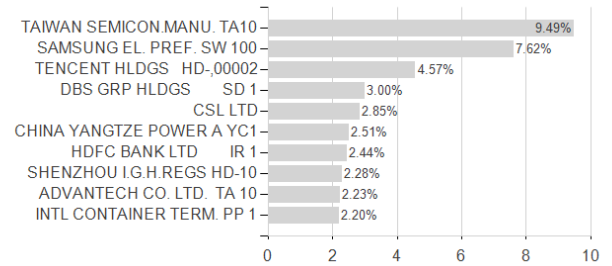 TAIWAN SEMICON.MANU. TA10 9.49%
SAMSUNG EL. PREF. SW 100 7.62%
TENCENT HLDGS HD-,00002 4.57%
DBS GRP HLDGS SD 1 3.00%
CSL LTD 2.85%
CHINA YANGTZE POWER A YC1 2.51%
HDFC BANK LTD IR 1 2.44%
SHENZHOU I.G.H.REGS HD-10 2.28%
ADVANTECH CO. LTD. TA 10 2.23%
INTL CONTAINER TERM. PP 1 2.20%
0 2 4 6 8 10